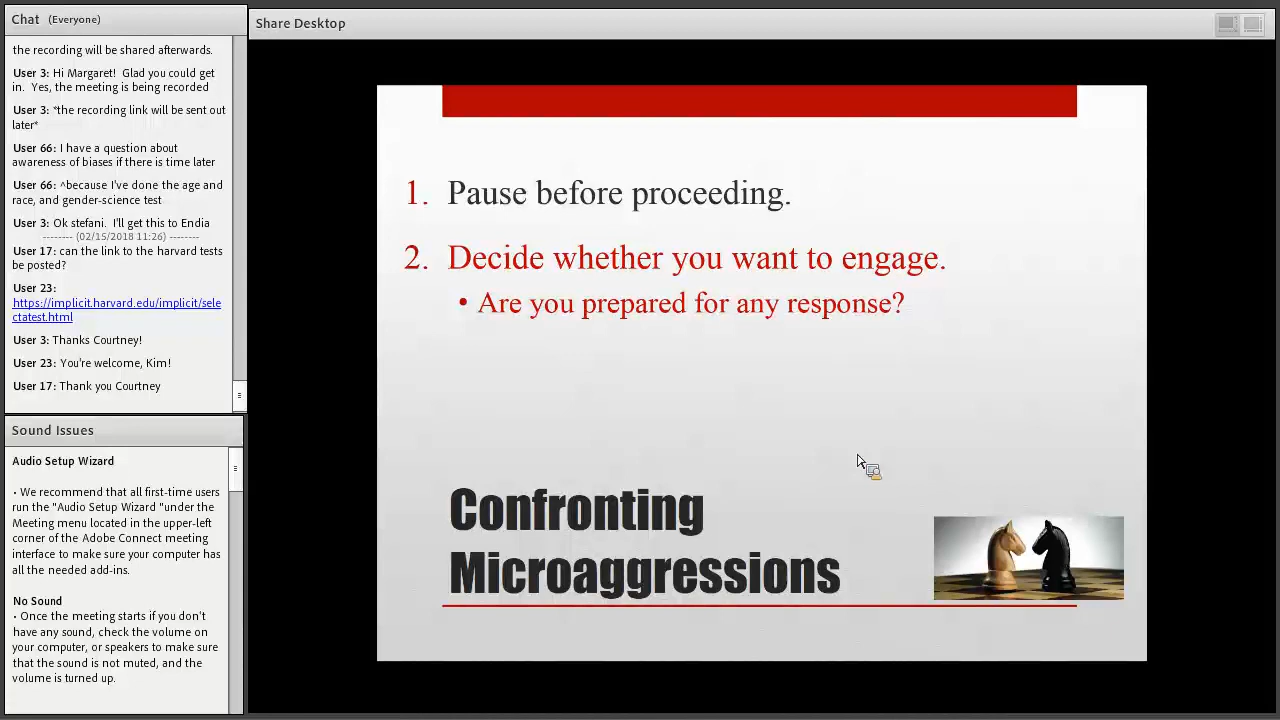 Chat (Everyone)
the recording will be shared afterwards.
User 3: Hi Margaret! Glad you could get
in. Yes, the meeting is being recorded
User 3: *the recording link will be sent out
later*
User 66: I have a question about
awareness of biases if there is time later
User 66: ^because I've done the age and
race, and gender-science test
User 3: Ok stefani. I'll get this to Endia
-------- (02/15/2018 11:26) --------
User 17: can the link to the harvard tests
be posted?
User 23:
https://implicit.harvard.edu/implicit/sele
ctatest.html
User 3: Thanks Courtney!
User 23: You're welcome, Kim!
User 17: Thank you Courtney
Sound Issues
Audio Setup Wizard
• We recommend that all first-time users
run the "Audio Setup Wizard "under the
Meeting menu located in the upper-left
corner of the Adobe Connect meeting
interface to make sure your computer has
all the needed add-ins.
No Sound
• Once the meeting starts if you don't
have any sound, check the volume on
your computer, or speakers to make sure
that the sound is not muted, and the
volume is turned up.
Share Desktop
1. Pause before proceeding.
2. Decide whether you want to engage.
• Are you prepared for any response?
Confronting
Microaggressions